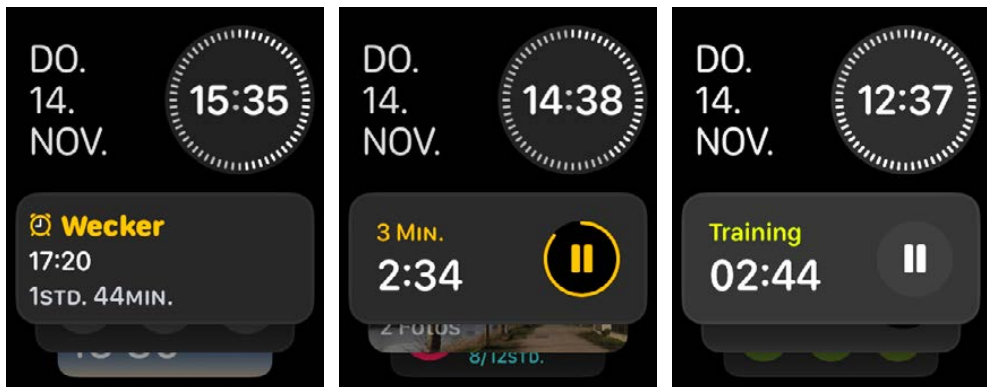 DO.
14.
NOV.
15:35
Wecker
17:20
1STD. 44MIN.
DO.
14.
NOV.
14:38
3 MIN.
2:34
2 Fotos
8/12STD.
DO.
14.
NOV.
12:37
Training
02:44